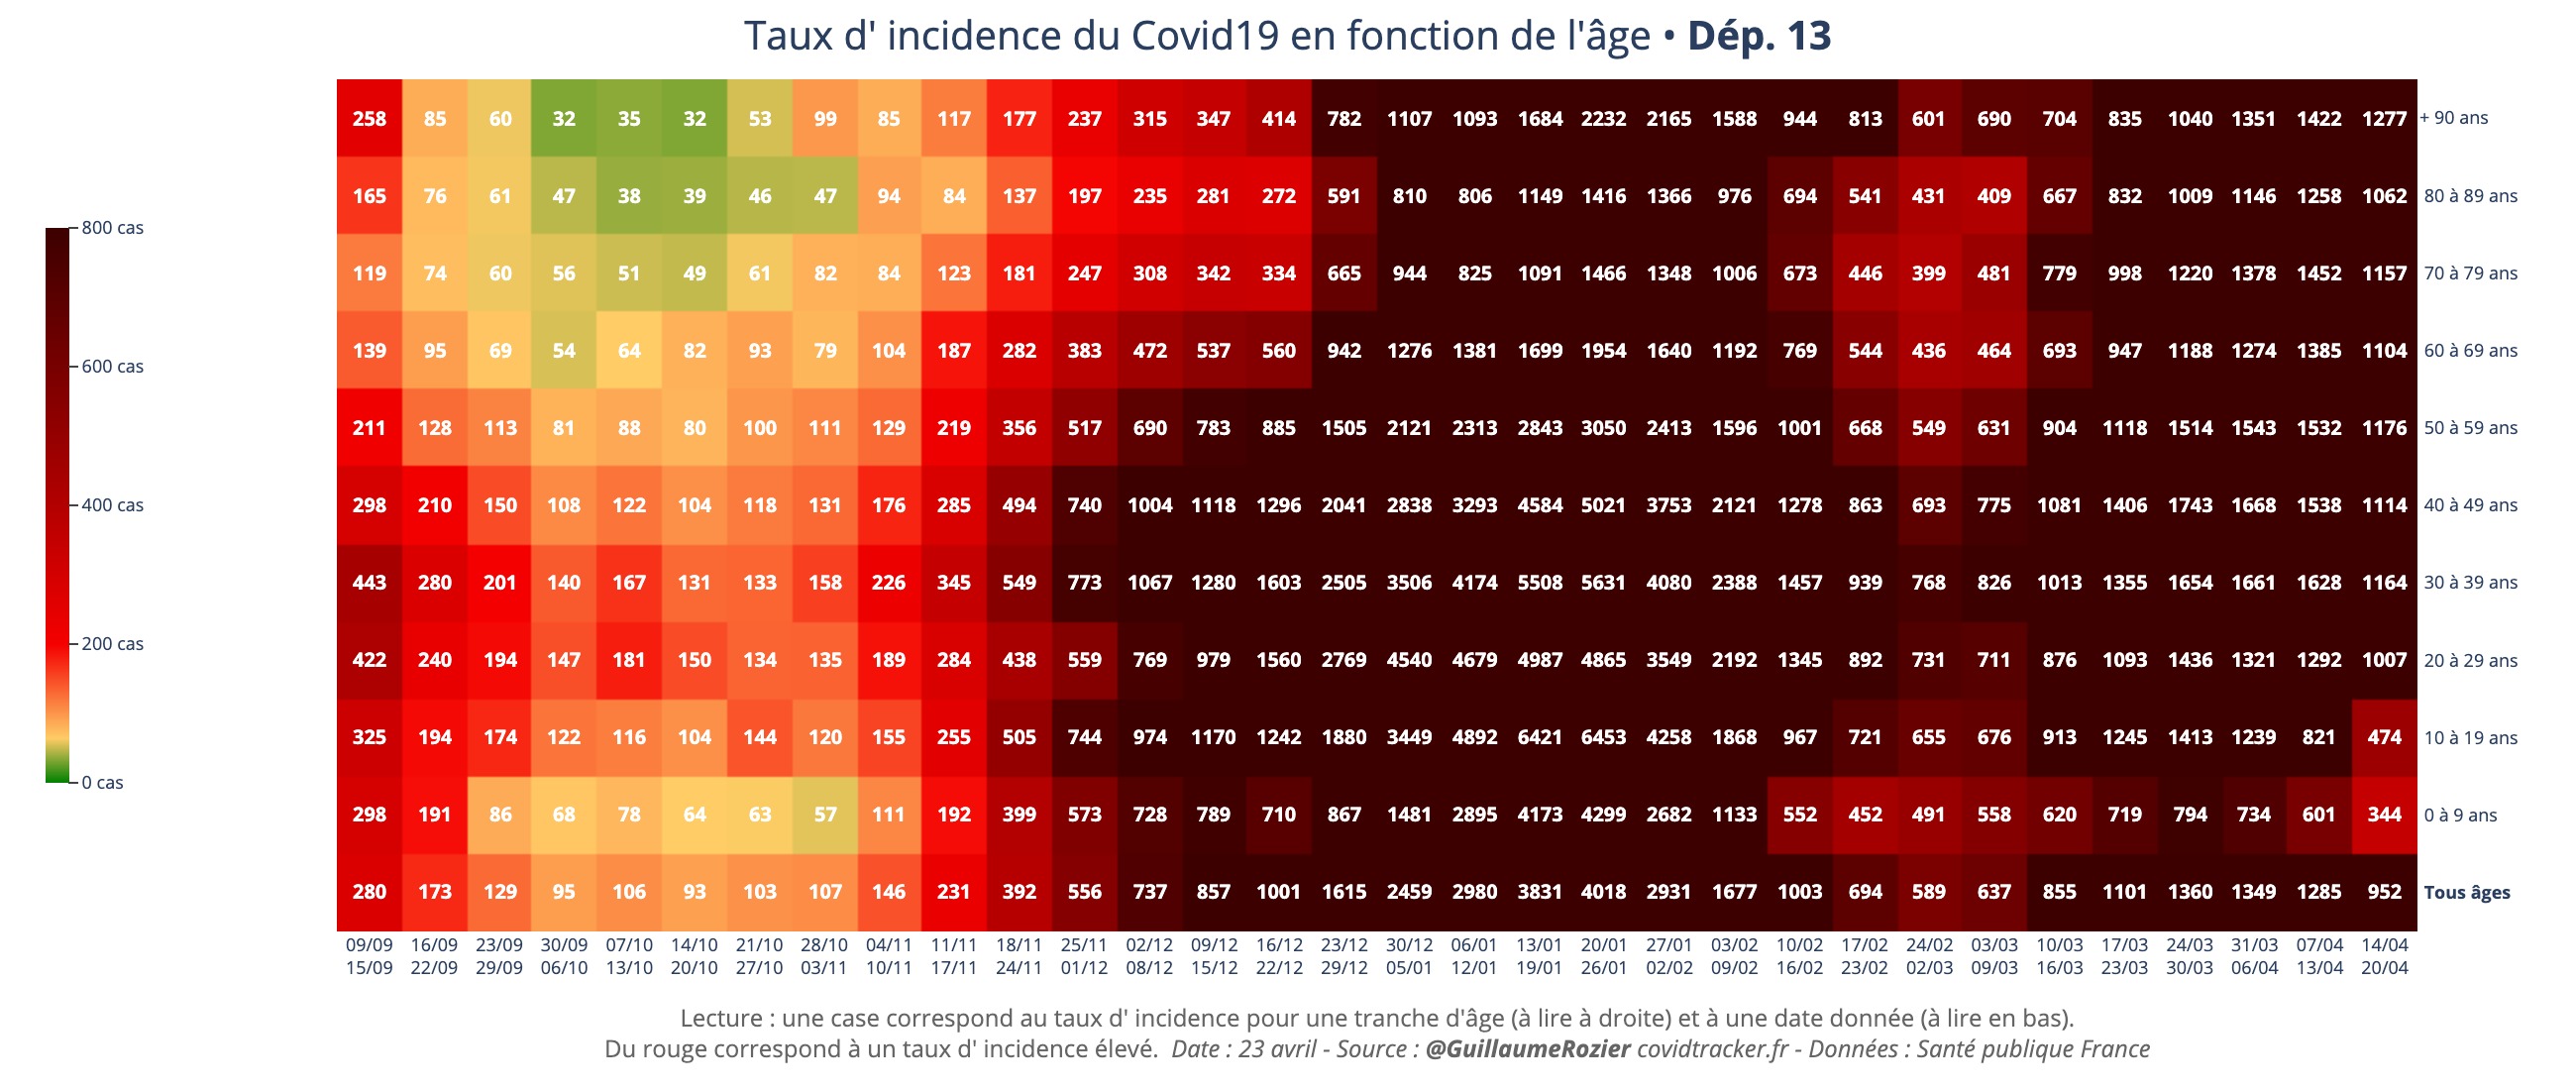 Taux d' incidence du Covid19 en fonction de l'âge • Dép. 13
258 85 60 32 35 32 53 99 85 117 177 237 315 347 414 782 1107 1093 1684 2232 2165 1588 944 813 601 690 704 835 1040 1351 1422 1277 + 90 ans
165 76 61 47 38 39 46 47 94 84 137 197 235 281 272 591 810 806 1149 1416 1366 976 694 541 431 409 667 832 1009 1146 1258 1062 80 à 89 ans
800 cas
119 74 60 56 51 49 61 82 84 123 181 247 308 342 334 665 944 825 1091 1466 1348 1006 673 446 399 481 779 998 1220 1378 1452 1157 70 à 79 ans
139 95 69 54 64 82 93 79 104 187 282 383 472 537 560 942 1276 1381 1699 1954 1640 1192 769 544 436 464 693 947 1188 1274 1385 1104 60 à 69 ans
600 cas
211 128 113 81 88 80 100 111 129 219 356 517 690 783 885 1505 2121 2313 2843 3050 2413 1596 1001 668 549 631 904 1118 1514 1543 1532 1176 50 à 59 ans
400 cas
298 210 150 108 122 104 118 131 176 285 494 740 1004 1118 1296 2041 2838 3293 4584 5021 3753 2121 1278 863 693 775 1081 1406 1743 1668 1538 1114 40 à 49 ans
443 280 201 140 167 131 133 158 226 345 549 773 1067 1280 1603 2505 3506 4174 5508 5631 4080 2388 1457 939 768 826 1013 1355 1654 1661 1628 1164 30 à 39 ans
200 cas
422 240 194 147 181 150 134 135 189 284 438 559 769 979 1560 2769 4540 4679 4987 4865 3549 2192 1345 892 731 711 876 1093 1436 1321 1292 1007 20 à 29 ans
325 194 174 122 116 104 144 120 155 255 505 744 974 1170 1242 1880 3449 4892 6421 6453 4258 1868 967 721 655 676 913 1245 1413 1239 821 474 10 à 19 ans
0 cas
298 191 86 68 78 64 63 57 111 192 399 573 728 789 710 867 1481 2895 4173 4299 2682 1133 552 452 491 558 620 719 794 734 601 344 0 à 9 ans
280 173 129 95 106 93 103 107 146 231 392 556 737 857 1001 1615 2459 2980 3831 4018 2931 1677 1003 694 589 637 855 1101 1360 1349 1285 952 Tous âges
09/09 16/09 23/09 30/09 07/10 14/10 21/10 28/10 04/11 11/11 18/11 25/11 02/12 09/12 16/12 23/12 30/12 06/01 13/01 20/01 27/01 03/02 10/02 17/02 24/02 03/03 10/03 17/03 24/03 31/03 07/04 14/04
15/09 22/09 29/09 06/10 13/10 20/10 27/10 03/11 10/11 17/11 24/11 01/12 08/12 15/12 22/12 29/12 05/01 12/01 19/01 26/01 02/02 09/02 16/02 23/02 02/03 09/03 16/03 23/03 30/03 06/04 13/04 20/04
Lecture : une case correspond au taux d' incidence pour une tranche d'âge (à lire à droite) et à une date donnée (à lire en bas).
Du rouge correspond à un taux d' incidence élevé. Date : 23 avril - Source : @GuillaumeRozier covidtracker.fr - Données : Santé publique France